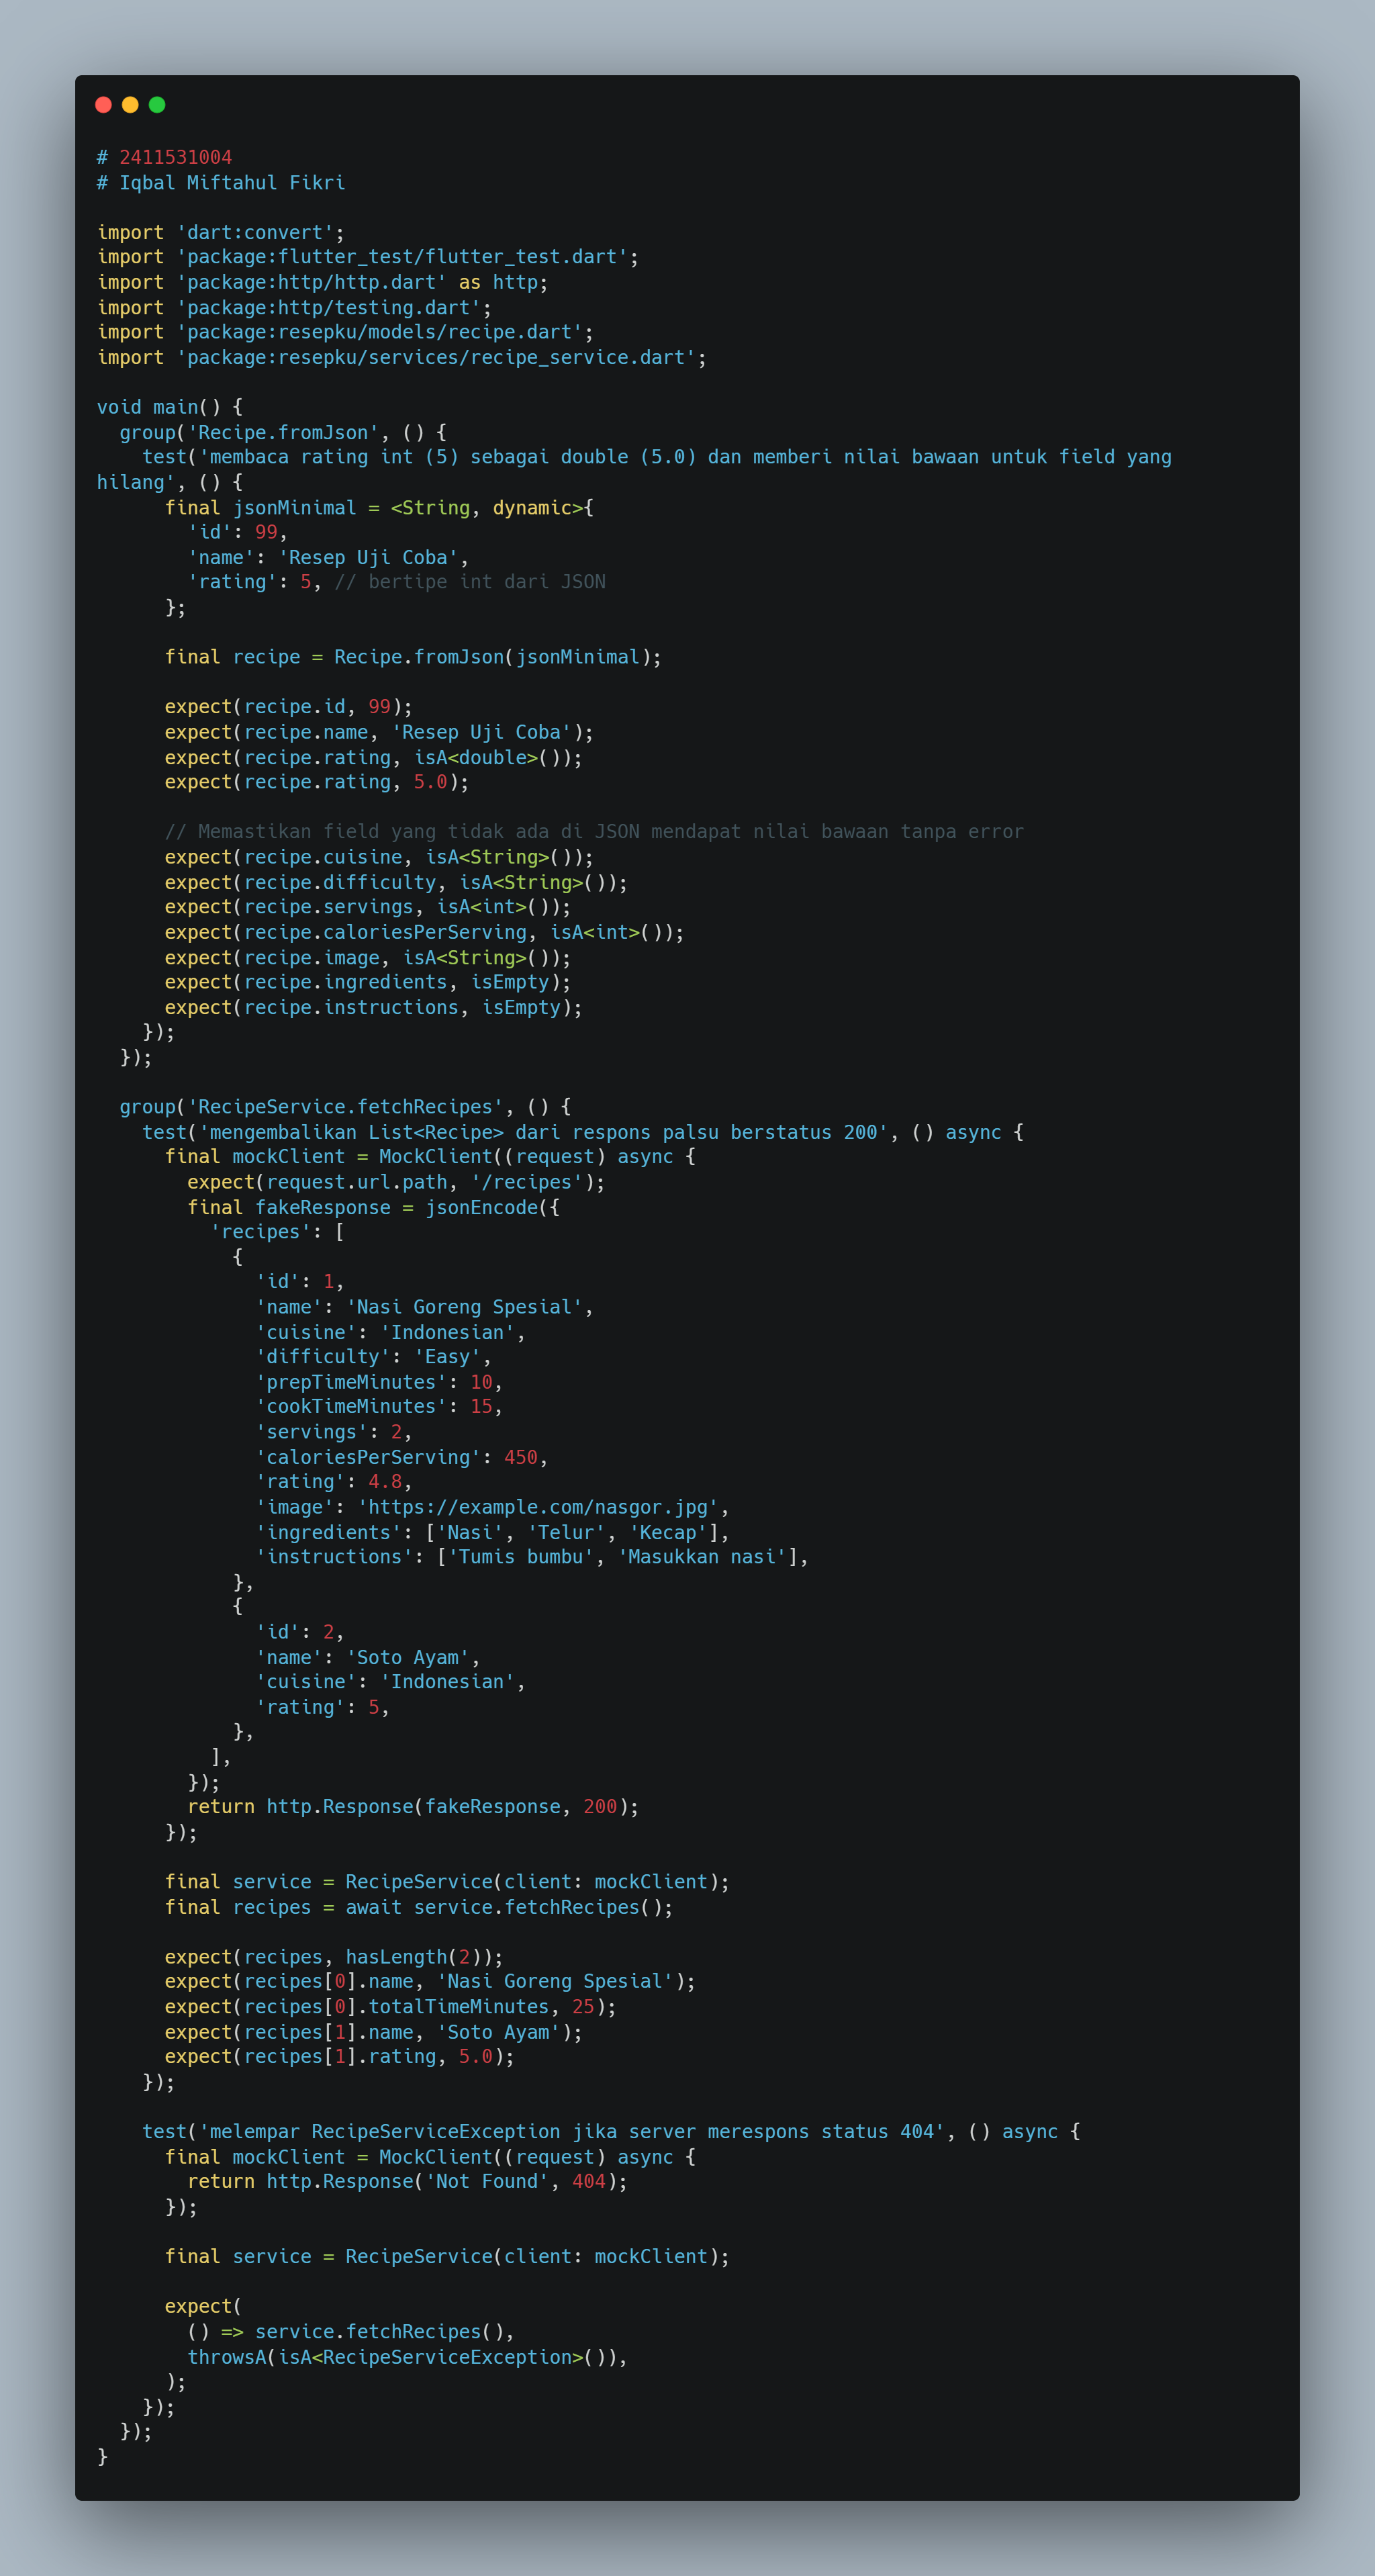 # 2411531004
# Iqbal Miftahul Fikri

import 'dart:convert';
import 'package:flutter_test/flutter_test.dart';
import 'package:http/http.dart' as http;
import 'package:http/testing.dart';
import 'package:resepku/models/recipe.dart';
import 'package:resepku/services/recipe_service.dart';

void main() {
  group('Recipe.fromJson', () {
    test('membaca rating int (5) sebagai double (5.0) dan memberi nilai bawaan untuk field yang
hilang', () {
      final jsonMinimal = <String, dynamic>{
        'id': 99,
        'name': 'Resep Uji Coba',
        'rating': 5, // bertipe int dari JSON
      };

      final recipe = Recipe.fromJson(jsonMinimal);

      expect(recipe.id, 99);
      expect(recipe.name, 'Resep Uji Coba');
      expect(recipe.rating, isA<double>());
      expect(recipe.rating, 5.0);

      // Memastikan field yang tidak ada di JSON mendapat nilai bawaan tanpa error
      expect(recipe.cuisine, isA<String>());
      expect(recipe.difficulty, isA<String>());
      expect(recipe.servings, isA<int>());
      expect(recipe.caloriesPerServing, isA<int>());
      expect(recipe.image, isA<String>());
      expect(recipe.ingredients, isEmpty);
      expect(recipe.instructions, isEmpty);
    });
  });

  group('RecipeService.fetchRecipes', () {
    test('mengembalikan List<Recipe> dari respons palsu berstatus 200', () async {
      final mockClient = MockClient((request) async {
        expect(request.url.path, '/recipes');
        final fakeResponse = jsonEncode({
          'recipes': [
            {
              'id': 1,
              'name': 'Nasi Goreng Spesial',
              'cuisine': 'Indonesian',
              'difficulty': 'Easy',
              'prepTimeMinutes': 10,
              'cookTimeMinutes': 15,
              'servings': 2,
              'caloriesPerServing': 450,
              'rating': 4.8,
              'image': 'https://example.com/nasgor.jpg',
              'ingredients': ['Nasi', 'Telur', 'Kecap'],
              'instructions': ['Tumis bumbu', 'Masukkan nasi'],
            },
            {
              'id': 2,
              'name': 'Soto Ayam',
              'cuisine': 'Indonesian',
              'rating': 5,
            },
          ],
        });
        return http.Response(fakeResponse, 200);
      });

      final service = RecipeService(client: mockClient);
      final recipes = await service.fetchRecipes();

      expect(recipes, hasLength(2));
      expect(recipes[0].name, 'Nasi Goreng Spesial');
      expect(recipes[0].totalTimeMinutes, 25);
      expect(recipes[1].name, 'Soto Ayam');
      expect(recipes[1].rating, 5.0);
    });

    test('melempar RecipeServiceException jika server merespons status 404', () async {
      final mockClient = MockClient((request) async {
        return http.Response('Not Found', 404);
      });

      final service = RecipeService(client: mockClient);

      expect(
        () => service.fetchRecipes(),
        throwsA(isA<RecipeServiceException>()),
      );
    });
  });
}